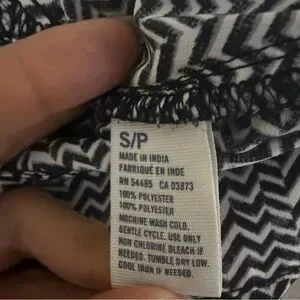 S/P
MADE IN INDIA
FABRIQUÉ EN INDE
RN 54485 CA 03873
100% POLYESTER
100% POLYESTER
MACHINE WASH COLD,
GENTLE CYCLE. USE ONLY
NON CHLORINE BLEACH IF
NEEDED. TUMBLE DRY LOW.
COOL IRON IF NEEDED.